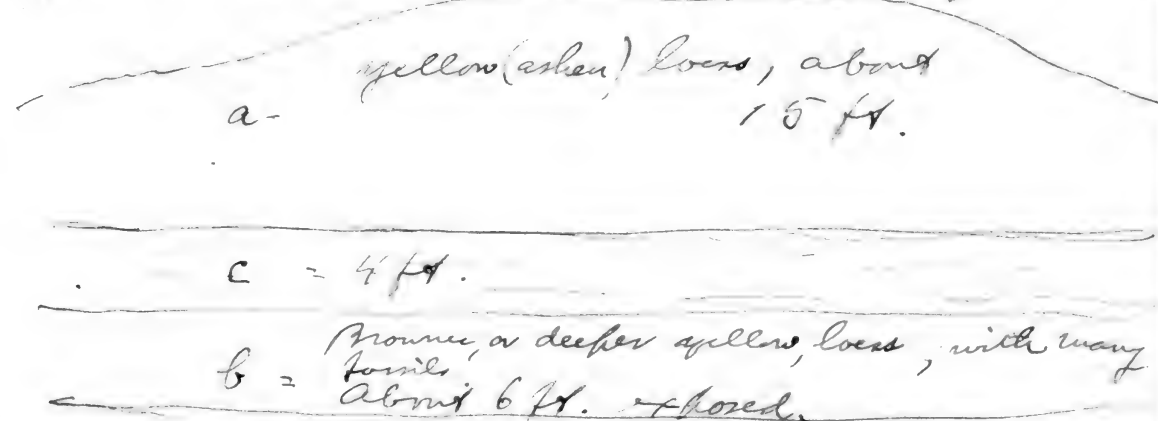 yellow (ashen) loess, about
a- 15 ft.
c = 4 ft.
Browner, or deeper yellow, loess, with many
b = fossils
About 6 ft. exposed.